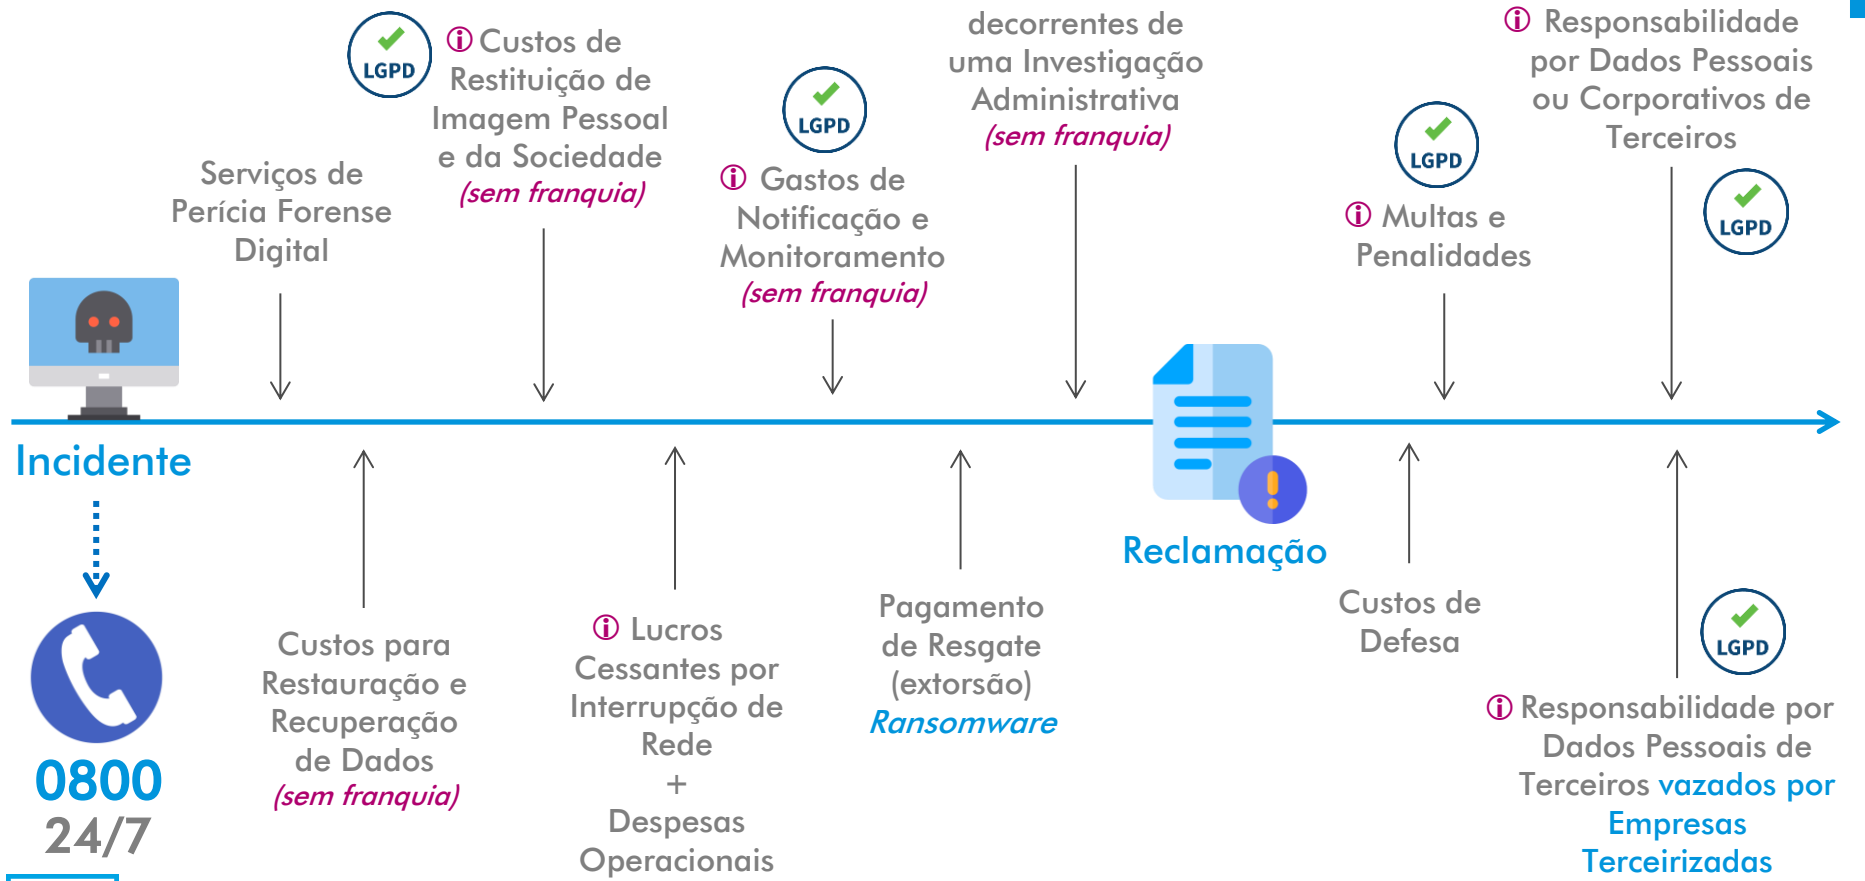 LGPD
ⓘ Custos de
Restituição de
Imagem Pessoal
e da Sociedade
(sem franquia)
decorrentes de
uma Investigação
Administrativa
(sem franquia)
ⓘ Responsabilidade
por Dados Pessoais
ou Corporativos de
Terceiros
LGPD
LGPD
LGPD
Serviços de
Perícia Forense
Digital
ⓘ Gastos de
Notificação e
Monitoramento
(sem franquia)
ⓘ Multas e
Penalidades
Incidente
Reclamação
0800
24/7
Custos para
Restauração e
Recuperação
de Dados
(sem franquia)
ⓘ Lucros
Cessantes por
Interrupção de
Rede
+
Despesas
Operacionais
Pagamento
de Resgate
(extorsão)
Ransomware
Custos de
Defesa
LGPD
ⓘ Responsabilidade por
Dados Pessoais de
Terceiros vazados por
Empresas
Terceirizadas